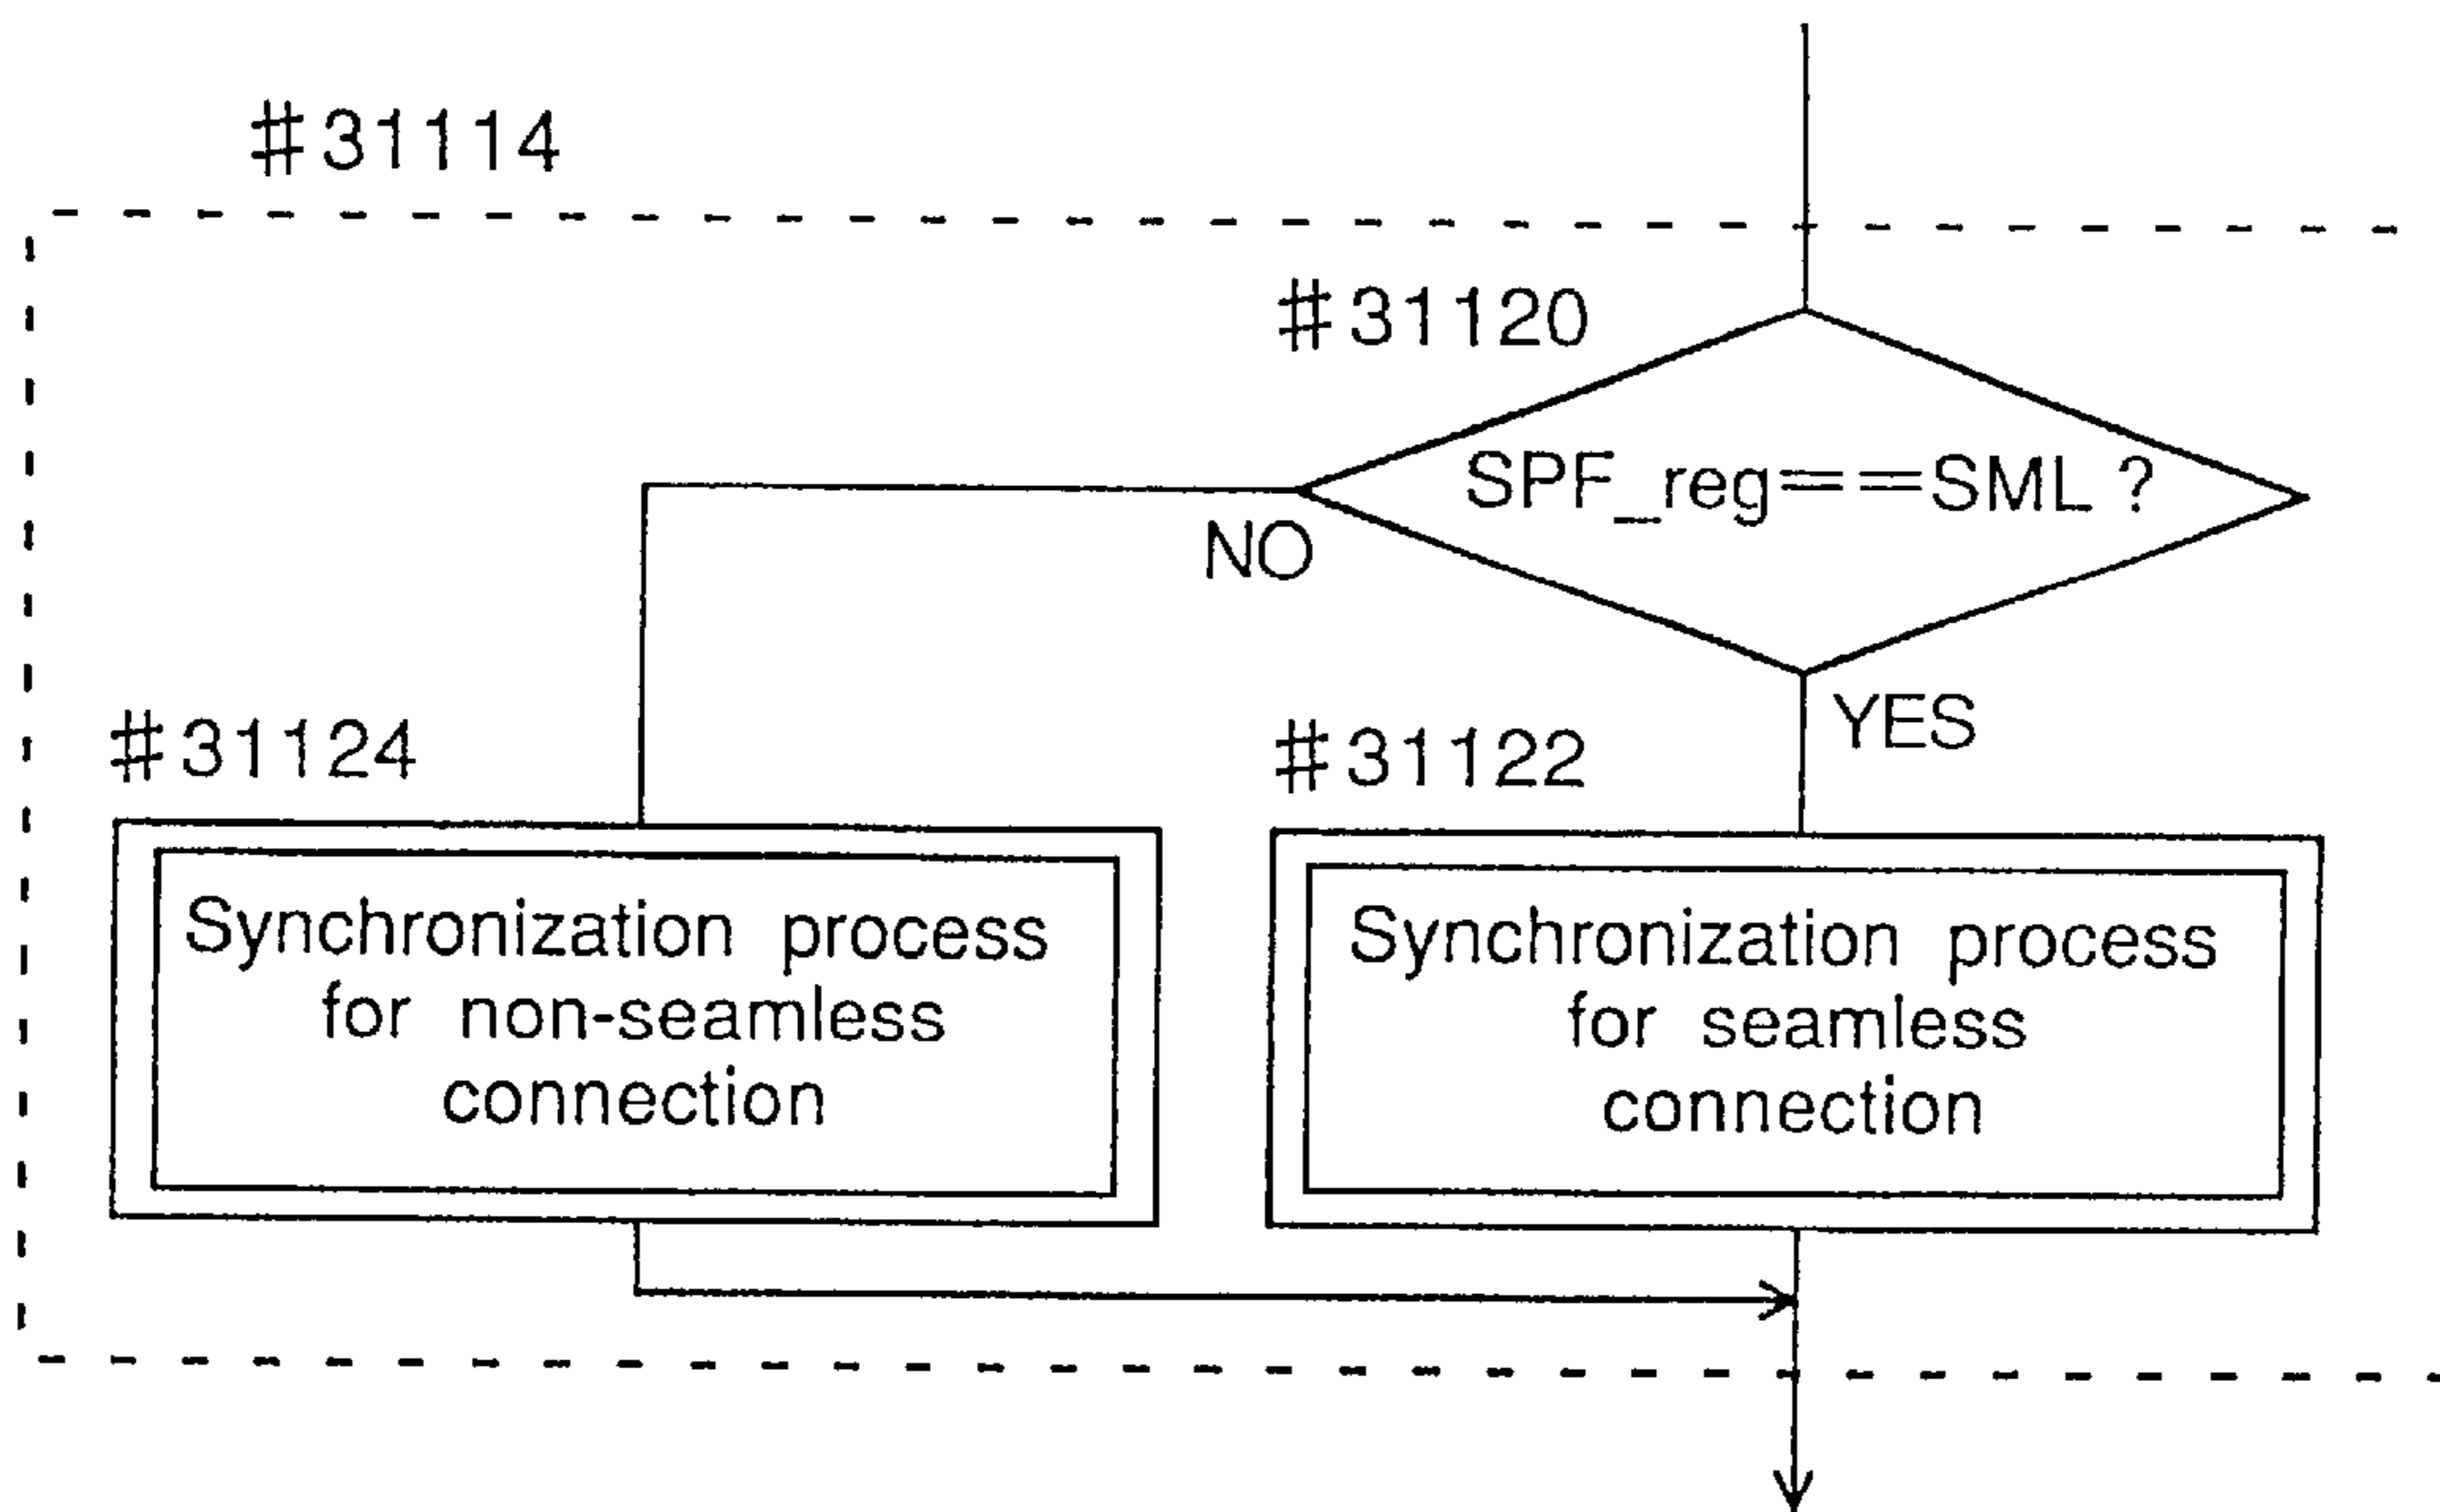 #31114
#31120
SPF_reg==SML ?
NO
YES
#31124
#31122
Synchronization process
for non-seamless
connection
Synchronization process
for seamless
connection